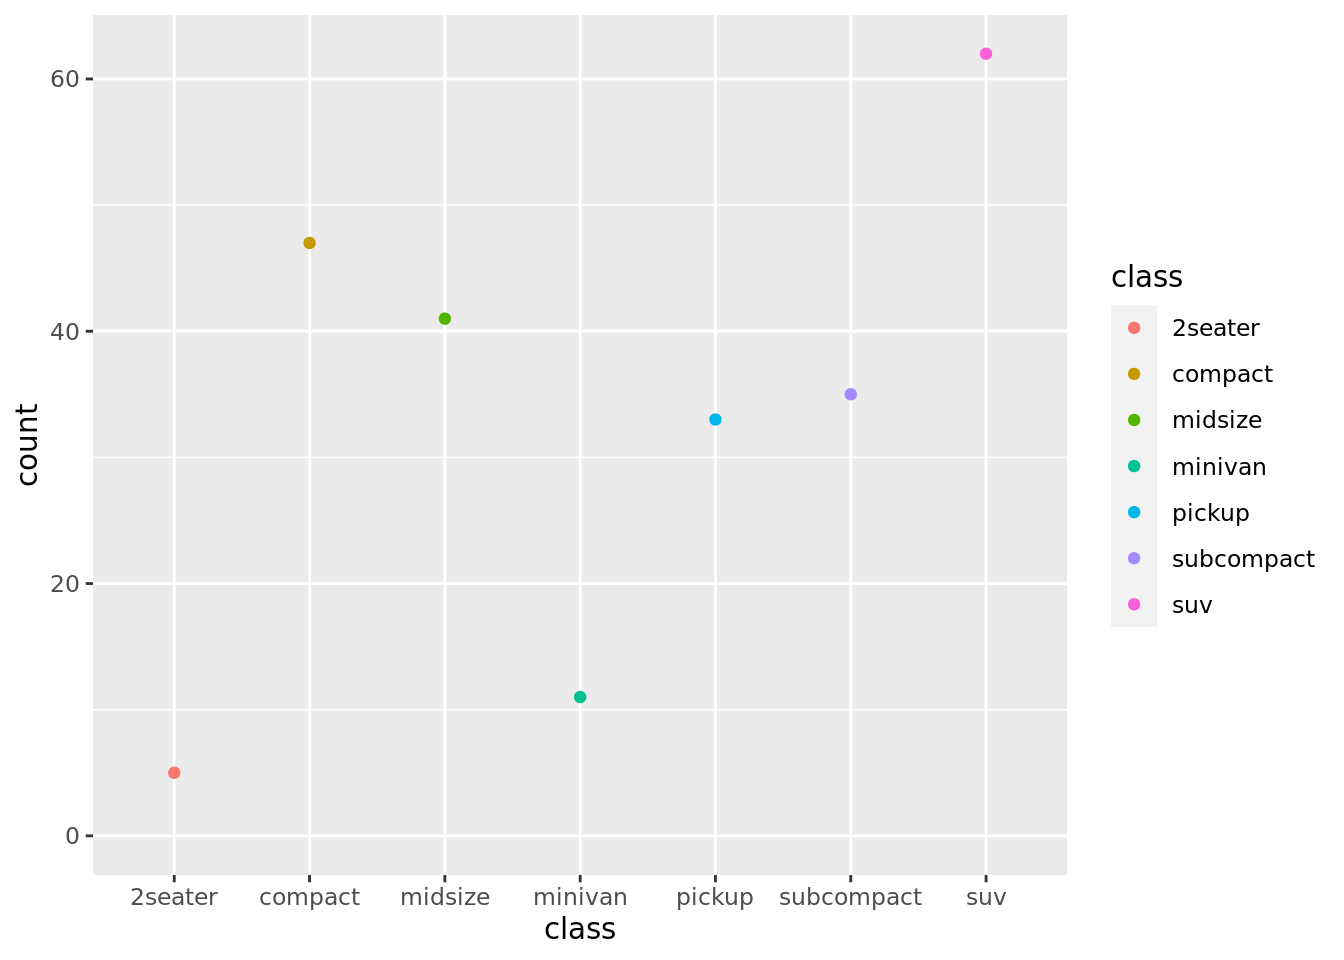 60
40
20
0
count
2seater compact midsize minivan pickup subcompact suv
class
class
2seater
compact
midsize
minivan
pickup
subcompact
suv